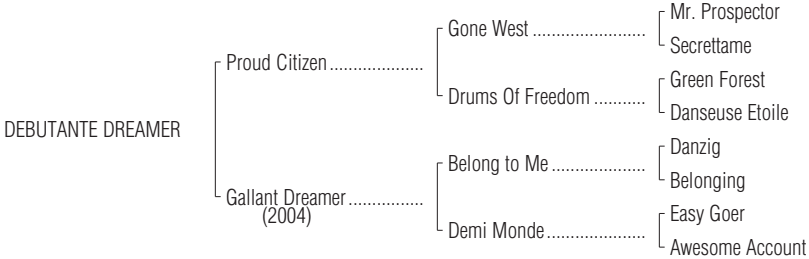 Mr. Prospector
Gone West ........................
Secrettame
Proud Citizen....................
Green Forest
Drums Of Freedom ...........
Danseuse Etoile
DEBUTANTE DREAMER
Danzig
Belong to Me ....................
Belonging
Gallant Dreamer................
(2004)
Easy Goer
Demi Monde.....................
Awesome Account